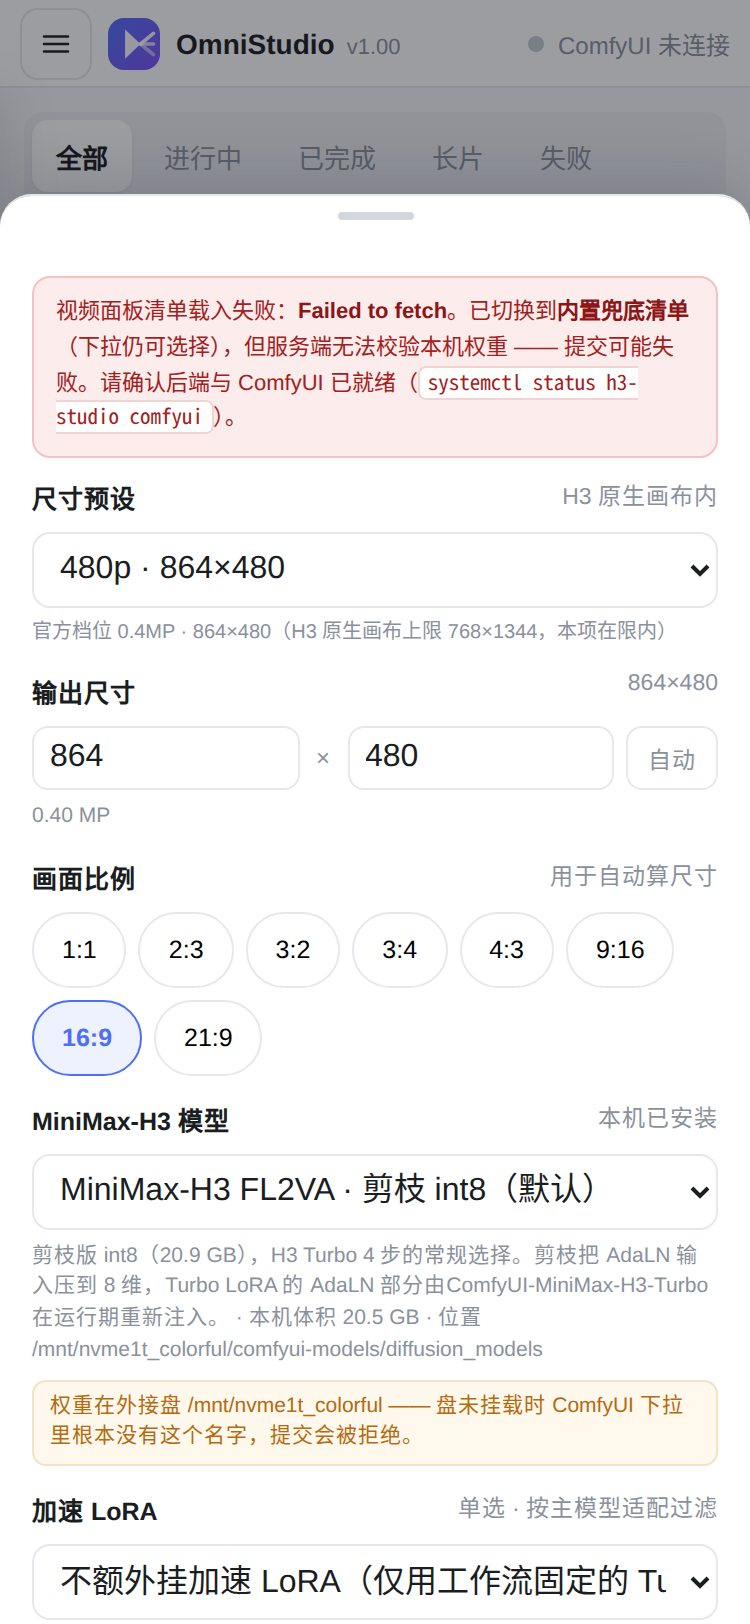 OmniStudio v1.00 ComfyUI 未连接
全部 进行中 已完成 长片 失败
视频面板清单载入失败：Failed to fetch。已切换到内置兜底清单
（下拉仍可选择），但服务端无法校验本机权重 —— 提交可能失
败。请确认后端与 ComfyUI 已就绪（systemctl status h3-
studio comfyui）。
尺寸预设 H3 原生画布内
480p · 864×480
官方档位 0.4MP · 864×480（H3 原生画布上限 768×1344，本项在限内）
输出尺寸 864×480
864 × 480 自动
0.40 MP
画面比例 用于自动算尺寸
1:1 2:3 3:2 3:4 4:3 9:16
16:9 21:9
MiniMax-H3 模型 本机已安装
MiniMax-H3 FL2VA · 剪枝 int8（默认）
剪枝版 int8（20.9 GB），H3 Turbo 4 步的常规选择。剪枝把 AdaLN 输
入压到 8 维，Turbo LoRA 的 AdaLN 部分由ComfyUI-MiniMax-H3-Turbo
在运行期重新注入。 · 本机体积 20.5 GB · 位置
/mnt/nvme1t_colorful/comfyui-models/diffusion_models
权重在外接盘 /mnt/nvme1t_colorful —— 盘未挂载时 ComfyUI 下拉
里根本没有这个名字，提交会被拒绝。
加速 LoRA 单选 · 按主模型适配过滤
不额外挂加速 LoRA（仅用工作流固定的 Tu